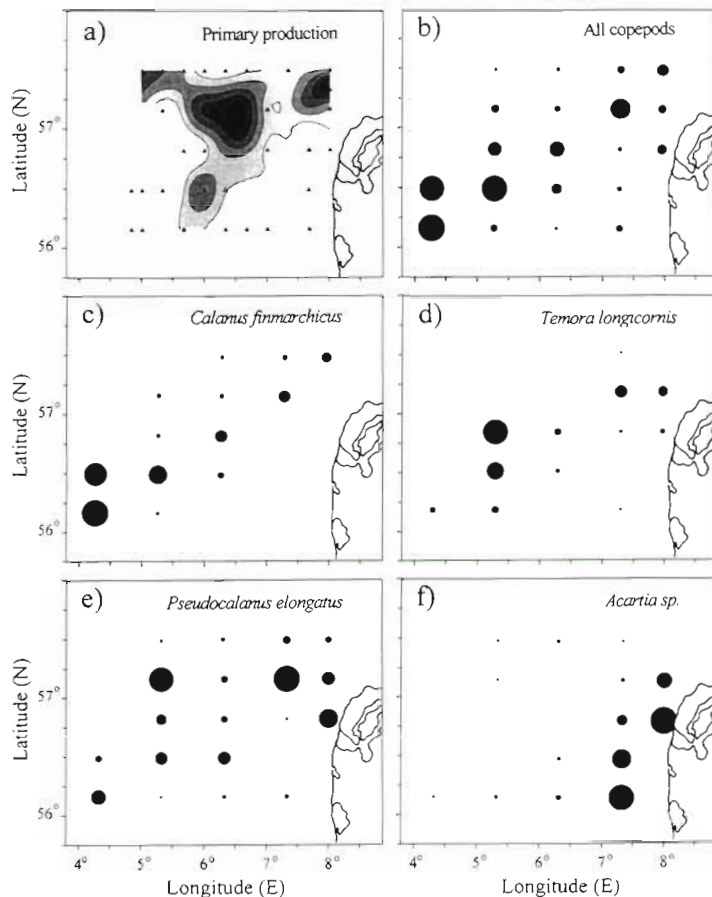 a) Primary production
b) All copepods
Latitude (N)
57°
56°
c) Calanus finmarchicus
d) Temora longicornis
Latitude (N)
57°
56°
e) Pseudocalanus elongatus
f) Acartia sp.
Latitude (N)
57°
56°
4° 5° 6° 7° 8°
4° 5° 6° 7° 8°
Longitude (E)
Longitude (E)